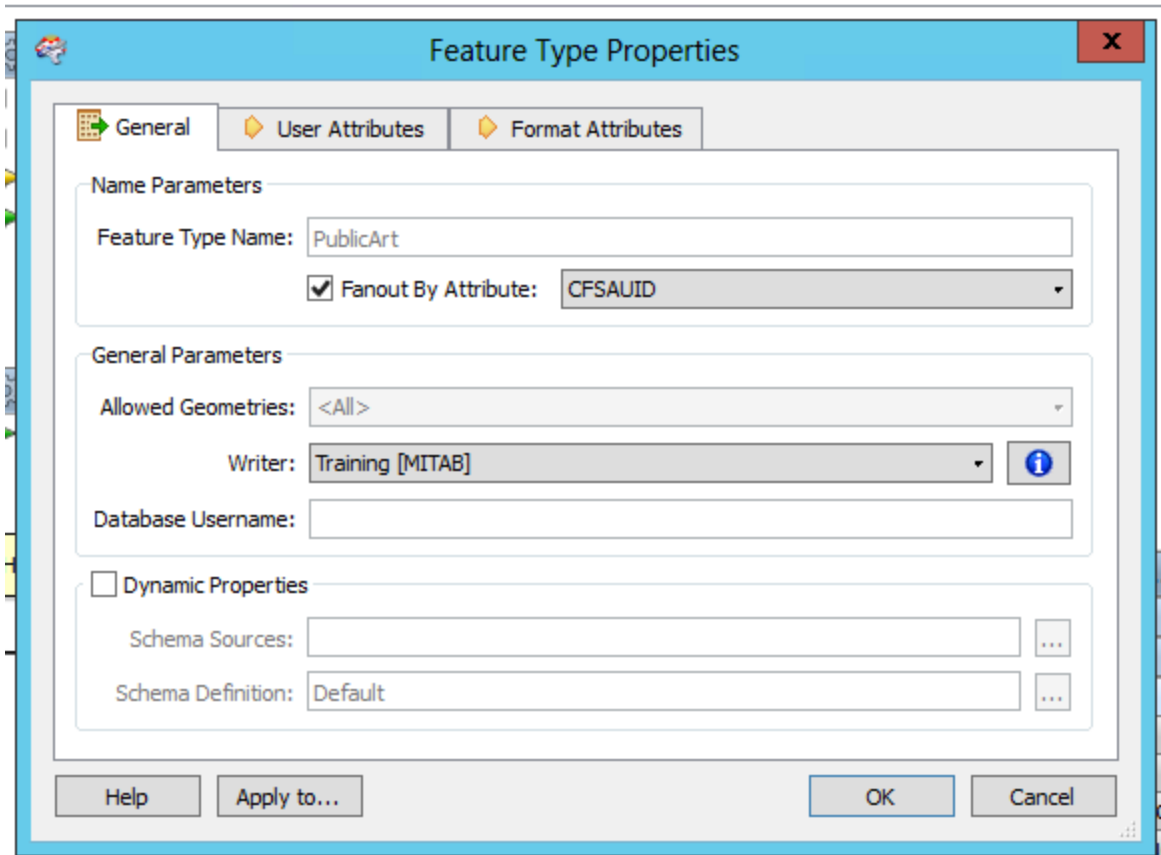 Feature Type Properties
x
General User Attributes Format Attributes
Name Parameters
Feature Type Name: PublicArt
Fanout By Attribute: CFSAUID
General Parameters
Allowed Geometries: <All>
Writer: Training [MITAB]
Database Username:
Dynamic Properties
Schema Sources: ...
Schema Definition: Default ...
Help Apply to... OK Cancel